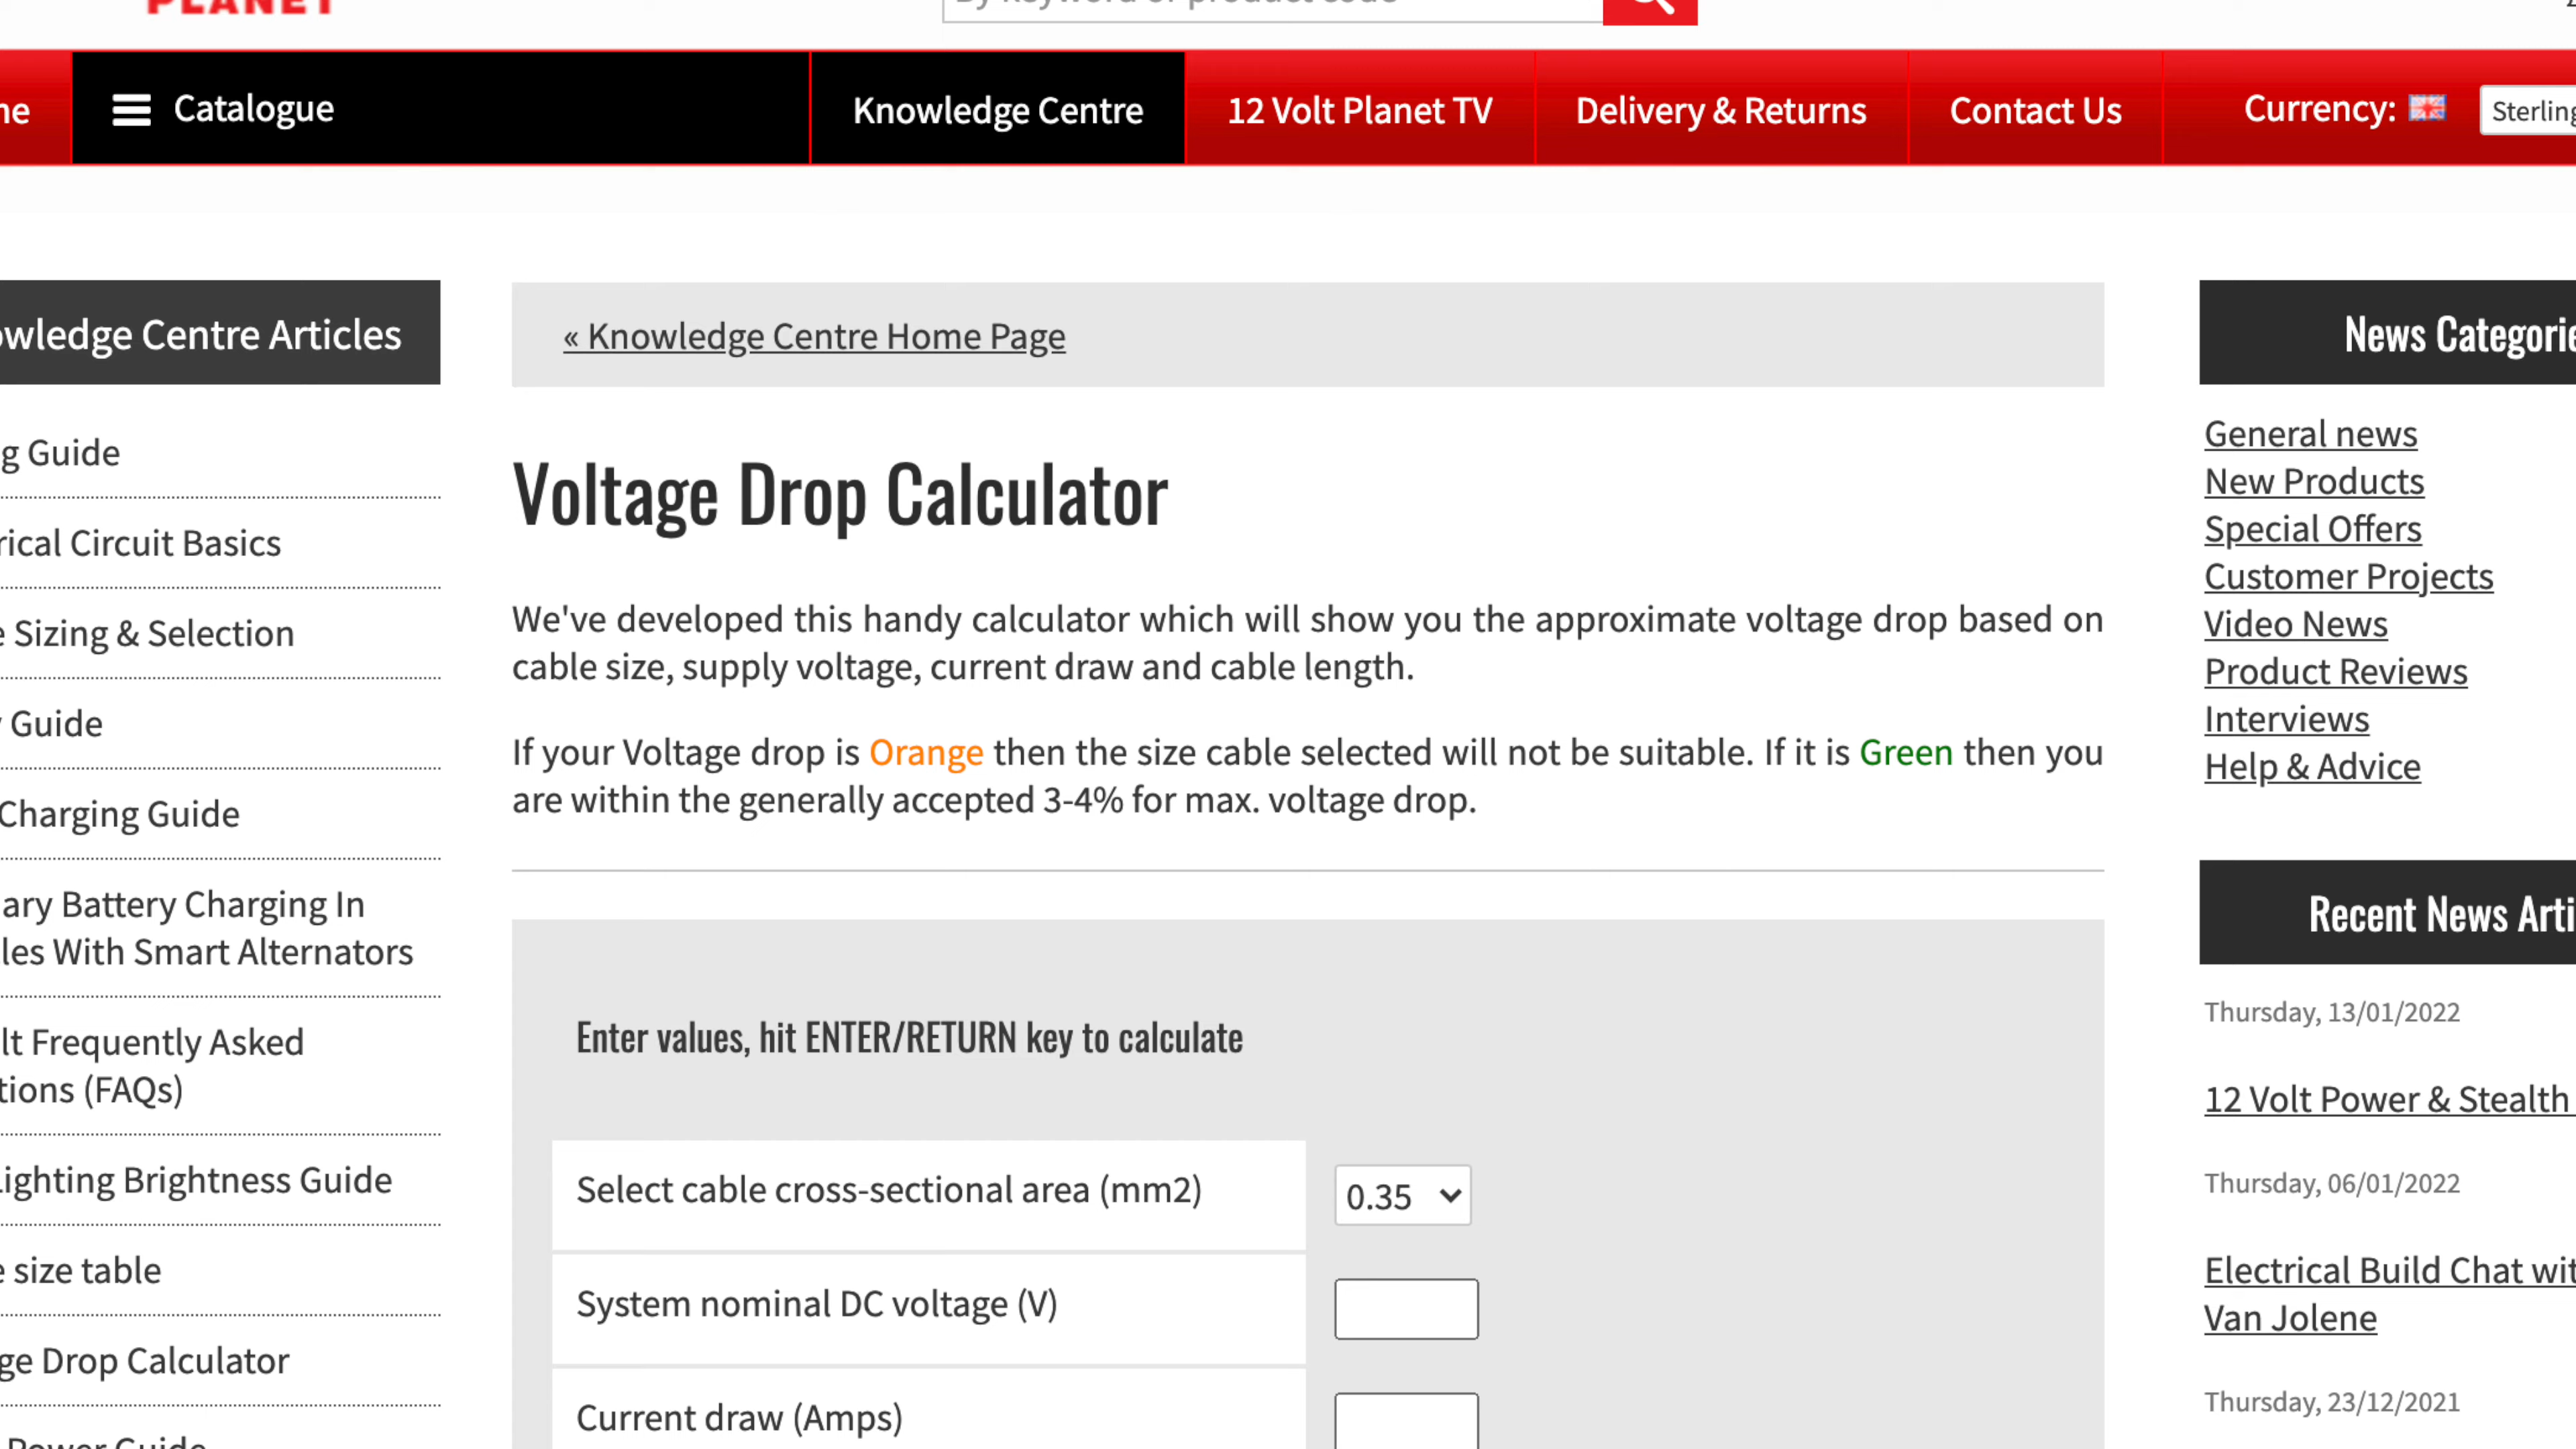 PLANET
By keyword or product code
Catalogue
Knowledge Centre
12 Volt Planet TV
Delivery & Returns
Contact Us
Currency:
Sterling
wledge Centre Articles
g Guide
rical Circuit Basics
e Sizing & Selection
Guide
Charging Guide
ary Battery Charging In
les With Smart Alternators
lt Frequently Asked
tions (FAQs)
ighting Brightness Guide
e size table
ge Drop Calculator
Power Guide
« Knowledge Centre Home Page
Voltage Drop Calculator
We've developed this handy calculator which will show you the approximate voltage drop based on
cable size, supply voltage, current draw and cable length.
If your Voltage drop is Orange then the size cable selected will not be suitable. If it is Green then you
are within the generally accepted 3-4% for max. voltage drop.
Enter values, hit ENTER/RETURN key to calculate
Select cable cross-sectional area (mm2)
0.35
System nominal DC voltage (V)
Current draw (Amps)
News Categorie
General news
New Products
Special Offers
Customer Projects
Video News
Product Reviews
Interviews
Help & Advice
Recent News Arti
Thursday, 13/01/2022
12 Volt Power & Stealth
Thursday, 06/01/2022
Electrical Build Chat wit
Van Jolene
Thursday, 23/12/2021